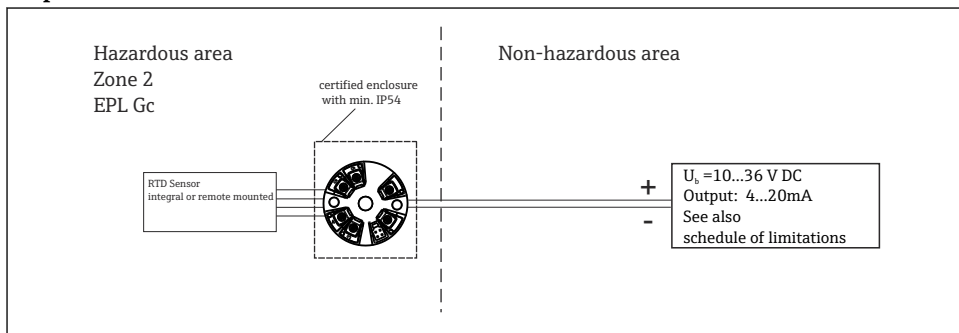 Hazardous area
Zone 2
EPL Gc
Non-hazardous area
certified enclosure
with min. IP54
RTD Sensor
integral or remote mounted
+
-
U_b =10...36 V DC
Output: 4...20mA
See also
schedule of limitations